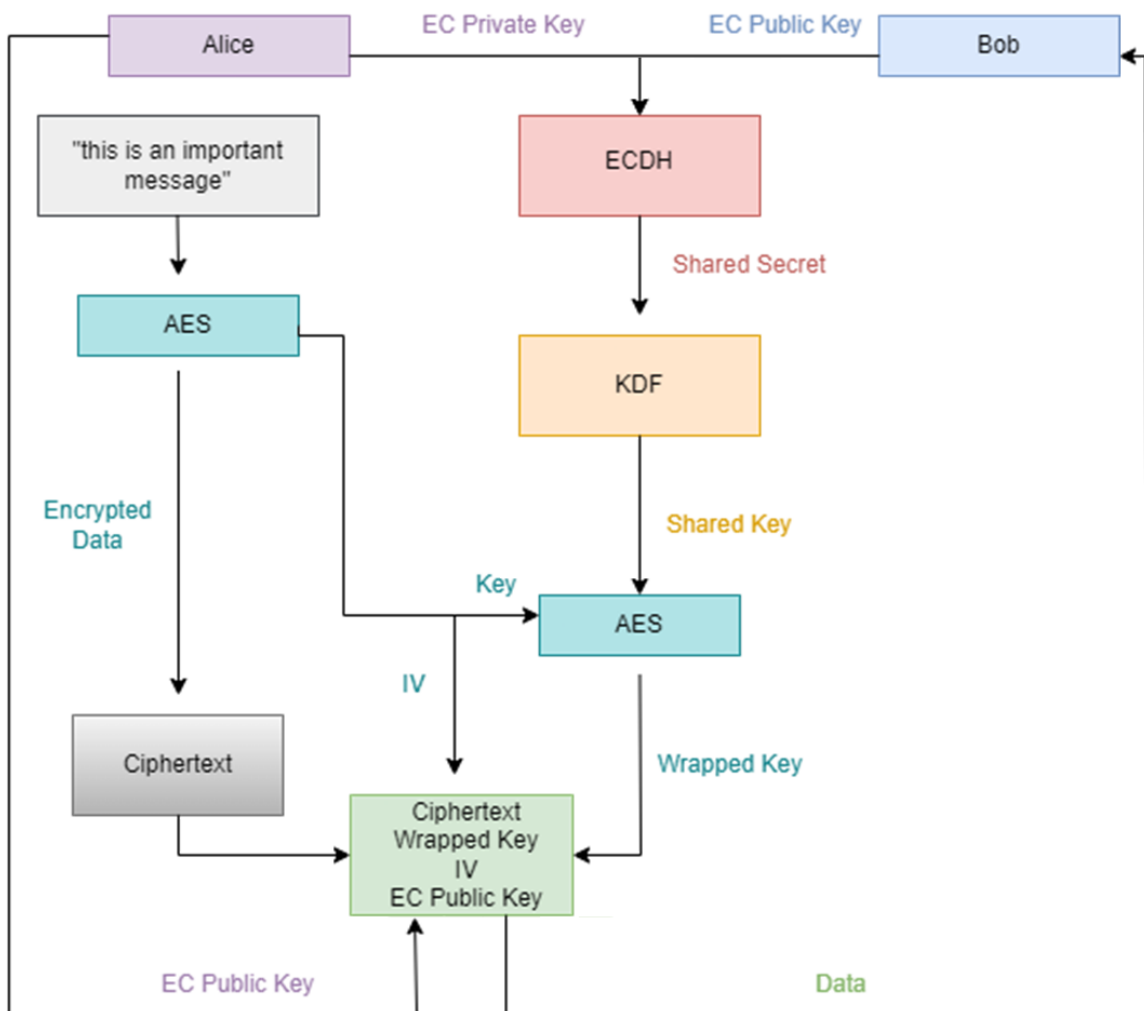 EC Private Key
EC Public Key
Alice
Bob
"this is an important
message"
ECDH
Shared Secret
AES
KDF
Encrypted
Data
Shared Key
Key
AES
IV
Ciphertext
Wrapped Key
Ciphertext
Wrapped Key
IV
EC Public Key
EC Public Key
Data